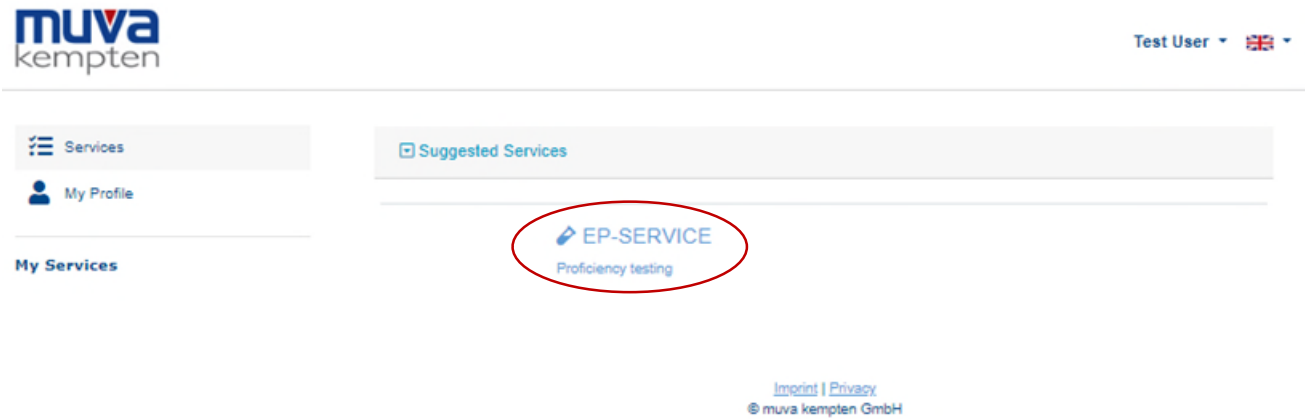 muva
kempten
Test User
Services
My Profile
My Services
Suggested Services
EP-SERVICE
Proficiency testing
Imprint | Privacy
© muva kempten GmbH